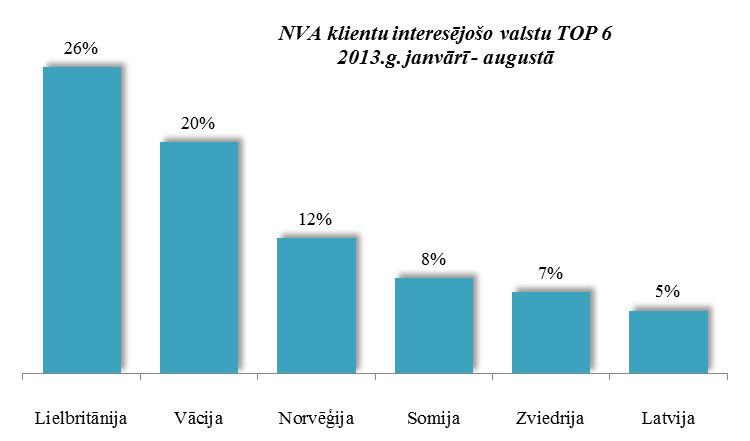 NVA klientu interesējošo valstu TOP 6
2013.g. janvārī - augustā
26%
20%
12%
8%
7%
5%
Lielbritānija
Vācija
Norvēģija
Somija
Zviedrija
Latvija